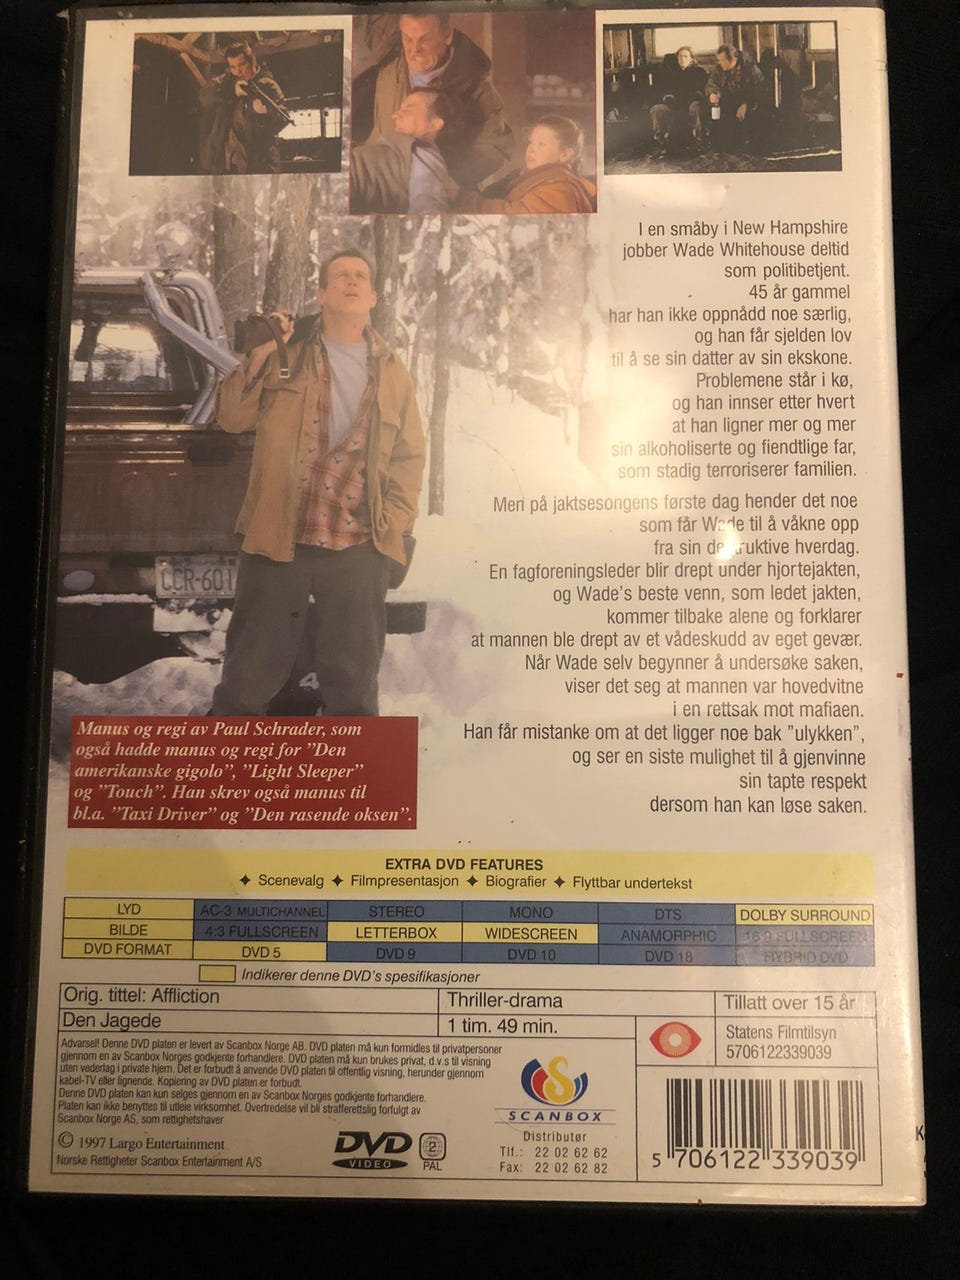 I en småby i New Hampshire
jobber Wade Whitehouse deltid
som politibetjent.
45 år gammel
har han ikke oppnådd noe særlig,
og han får sjelden lov
til å se sin datter av sin ekskone.
Problemene står i kø,
og han innser etter hvert
at han ligner mer og mer
sin alkoholiserte og fiendtlige far,
som stadig terroriserer familien.
Men på jaktsesongens første dag hender det noe
som får Wade til å våkne opp
fra sin destruktive hverdag.
En fagforeningsleder blir drept under hjortejakten,
og Wade's beste venn, som ledet jakten,
kommer tilbake alene og forklarer
at mannen ble drept av et vådeskudd av eget gevær.
Når Wade selv begynner å undersøke saken,
viser det seg at mannen var hovedvitne
i en rettsak mot mafiaen.
Han får mistanke om at det ligger noe bak "ulykken",
og ser en siste mulighet til å gjenvinne
sin tapte respekt
dersom han kan løse saken.
CCR-601
4
Manus og regi av Paul Schrader, som
også hadde manus og regi for "Den
amerikanske gigolo", "Light Sleeper"
og "Touch". Han skrev også manus til
bl.a. "Taxi Driver" og "Den rasende oksen".
EXTRA DVD FEATURES
✦ Scenevalg ✦ Filmpresentasjon ✦ Biografier ✦ Flyttbar undertekst
LYD AC-3 MULTICHANNEL STEREO MONO DTS DOLBY SURROUND
BILDE 4:3 FULLSCREEN LETTERBOX WIDESCREEN ANAMORPHIC 16:9 FULLSCREEN
DVD FORMAT DVD 5 DVD 9 DVD 10 DVD 18 HYBRID DVD
Indikerer denne DVD's spesifikasjoner
Orig. tittel: Affliction Thriller-drama Tillatt over 15 år
Den Jagede 1 tim. 49 min.
Statens Filmtilsyn
5706122339039
Advarsel! Denne DVD platen er levert av Scanbox Norge AB. DVD platen må kun formidles til privatpersoner
gjennom en av Scanbox Norges godkjente forhandlere. DVD platen må kun brukes privat, d.v.s til visning
uten vederlag i private hjem. Det er forbudt å anvende DVD platen til offentlig visning, herunder gjennom
kabel-TV eller lignende. Kopiering av DVD platen er forbudt.
Denne DVD platen kan kun selges gjennom en av Scanbox Norges godkjente forhandlere.
Platen kan ikke benyttes til utleie virksomhet. Overtredelse vil bli strafferettslig forfulgt av
Scanbox Norge AS, som rettighetshaver
© 1997 Largo Entertainment
Norske Rettigheter Scanbox Entertainment A/S
DVD
VIDEO
2
PAL
S
SCANBOX
Distributør
Tlf.: 22 02 62 62
Fax: 22 02 62 82
5 706122 339039